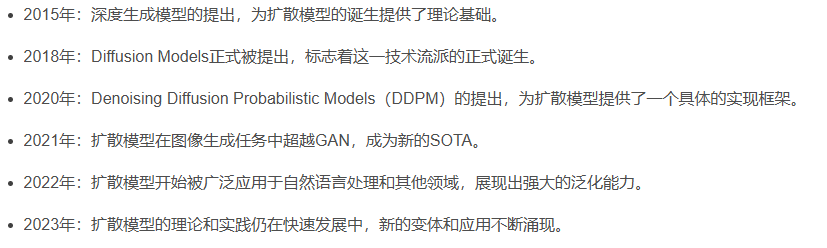 2015年：深度生成模型的提出，为扩散模型的诞生提供了理论基础。
2018年：Diffusion Models正式被提出，标志着这一技术流派的正式诞生。
2020年：Denoising Diffusion Probabilistic Models（DDPM）的提出，为扩散模型提供了一个具体的实现框架。
2021年：扩散模型在图像生成任务中超越GAN，成为新的SOTA。
2022年：扩散模型开始被广泛应用于自然语言处理和其他领域，展现出强大的泛化能力。
2023年：扩散模型的理论和实践仍在快速发展中，新的变体和应用不断涌现。